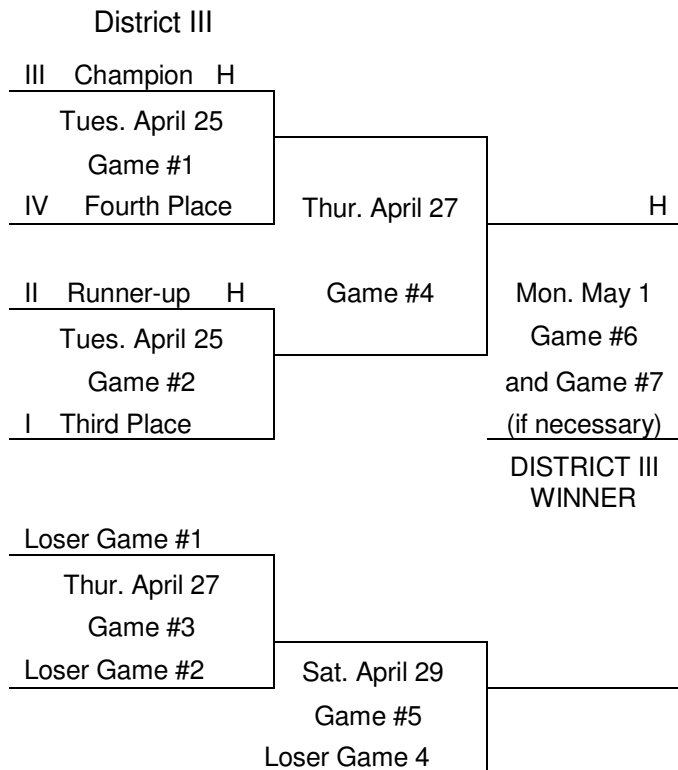 District III
III Champion H
Tues. April 25
Game #1
IV Fourth Place
Thur. April 27
H
II Runner-up H
Game #4
Mon. May 1
Tues. April 25
Game #6
Game #2
and Game #7
I Third Place
(if necessary)
DISTRICT III
WINNER
Loser Game #1
Thur. April 27
Game #3
Loser Game #2
Sat. April 29
Game #5
Loser Game 4